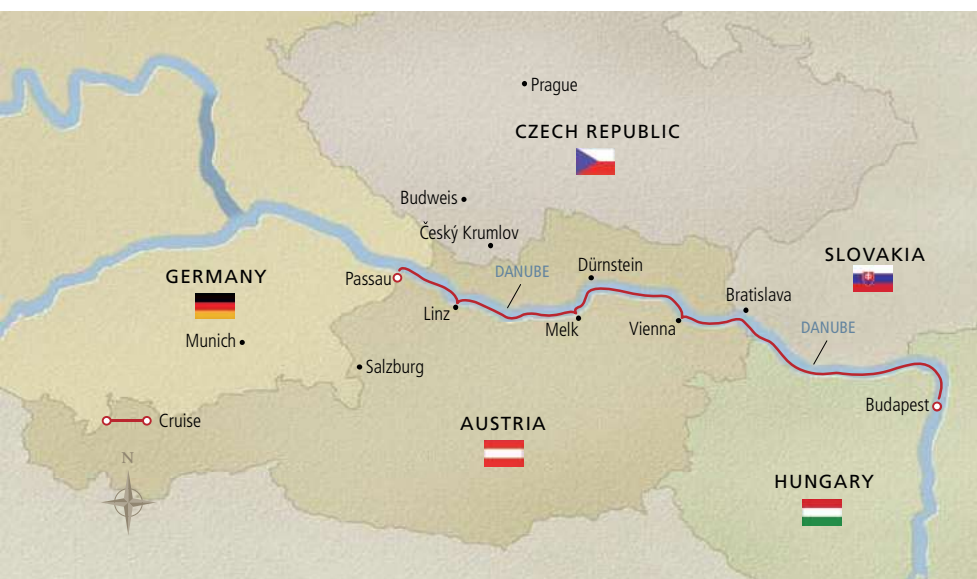 Prague
CZECH REPUBLIC
Budweis
Český Krumlov
SLOVAKIA
GERMANY
Passau
DANUBE
Dürnstein
Bratislava
Linz
Melk
Vienna
DANUBE
Munich
Salzburg
Budapest
Cruise
AUSTRIA
N
HUNGARY